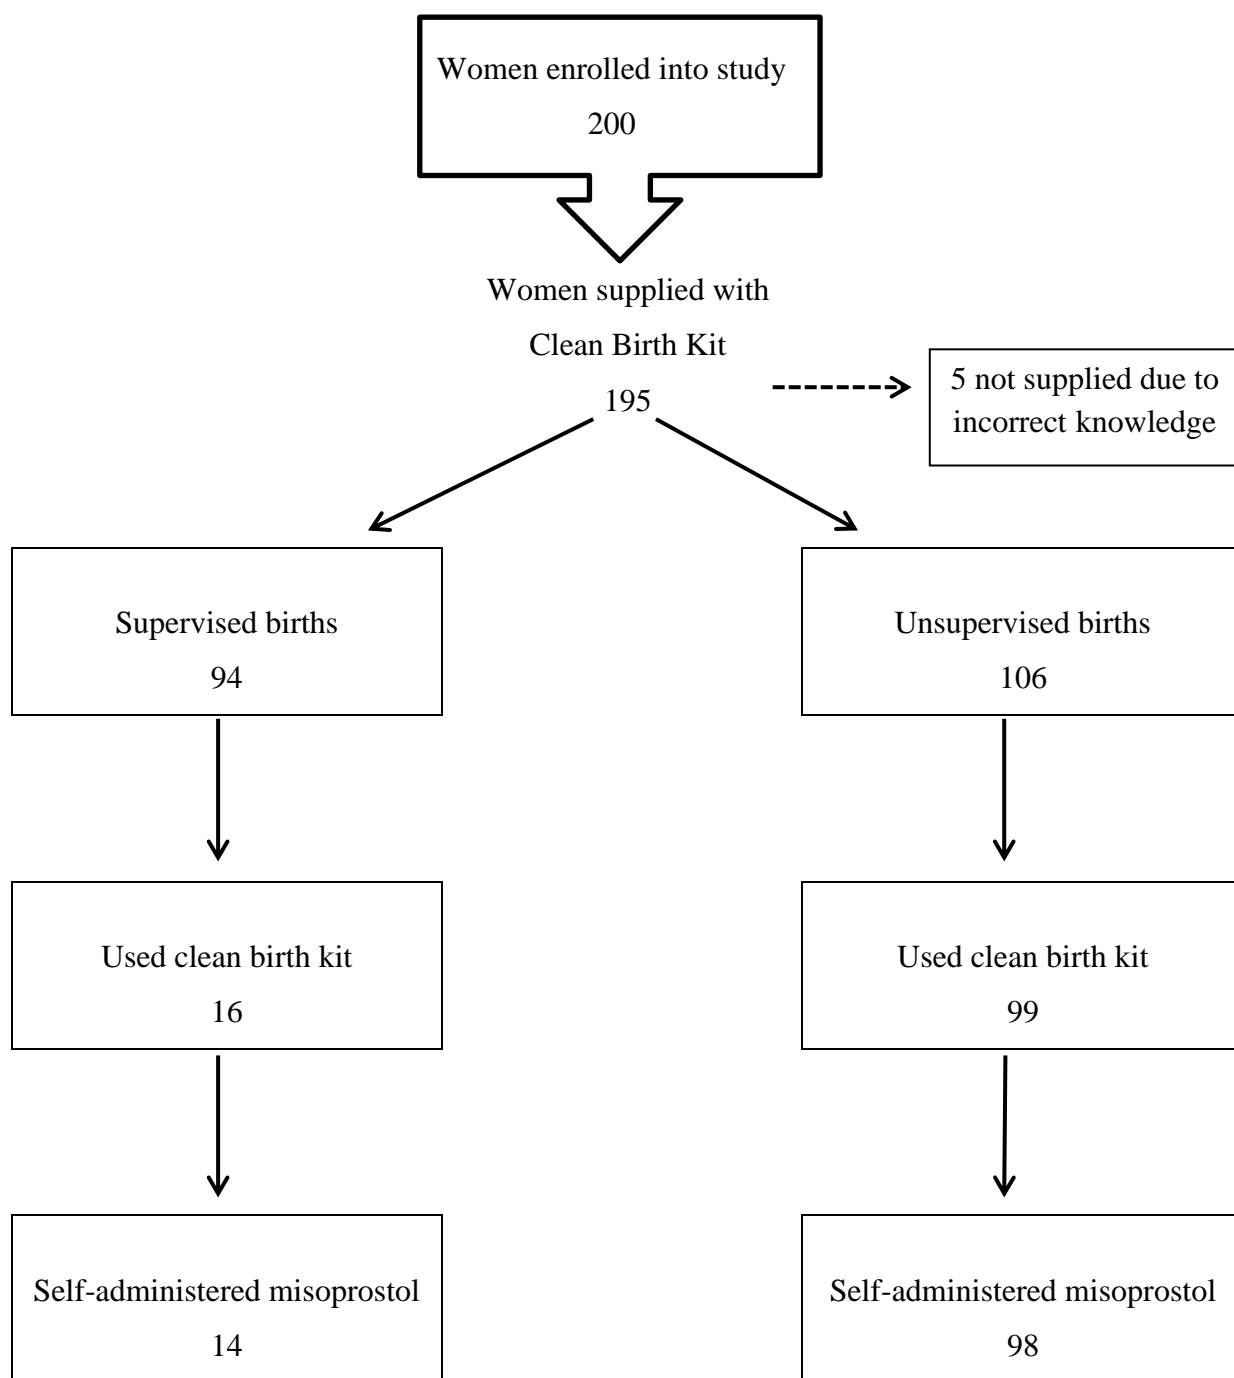 Women enrolled into study
200
Women supplied with
Clean Birth Kit
195
5 not supplied due to
incorrect knowledge
Supervised births
94
Unsupervised births
106
Used clean birth kit
16
Used clean birth kit
99
Self-administered misoprostol
14
Self-administered misoprostol
98